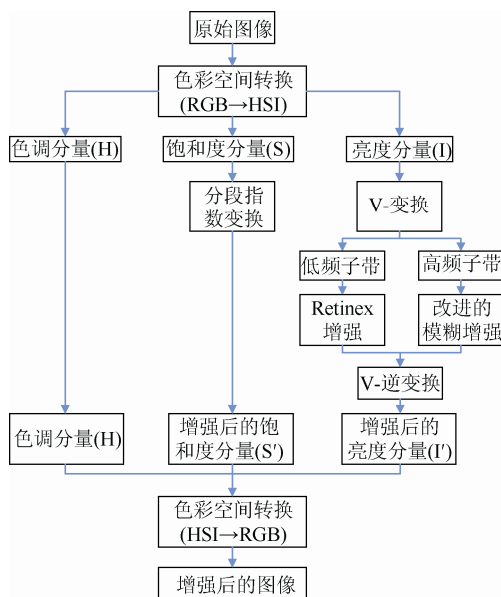 原始图像
色彩空间转换
(RGB→HSI)
色调分量(H)
饱和度分量(S)
亮度分量(I)
分段指
数变换
V-变换
低频子带
高频子带
Retinex
增强
改进的
模糊增强
V-逆变换
色调分量(H)
增强后的饱
和度分量(S′)
增强后的
亮度分量(I′)
色彩空间转换
(HSI→RGB)
增强后的图像